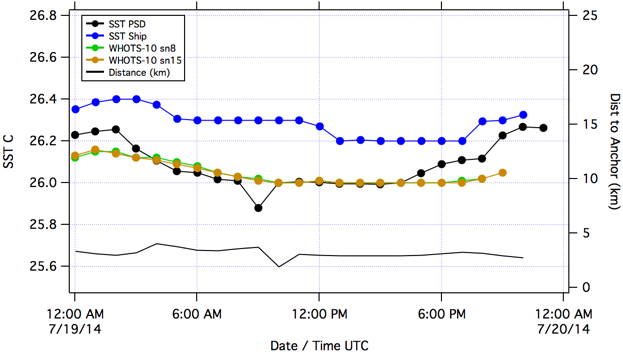 SST PSD
SST Ship
WHOTS-10 sn8
WHOTS-10 sn15
Distance (km)
SST C
26.8
26.6
26.4
26.2
26.0
25.8
25.6
25
20
15
10
5
0
Dist to Anchor (km)
12:00 AM 6:00 AM 12:00 PM 6:00 PM 12:00 AM
7/19/14 7/20/14
Date / Time UTC